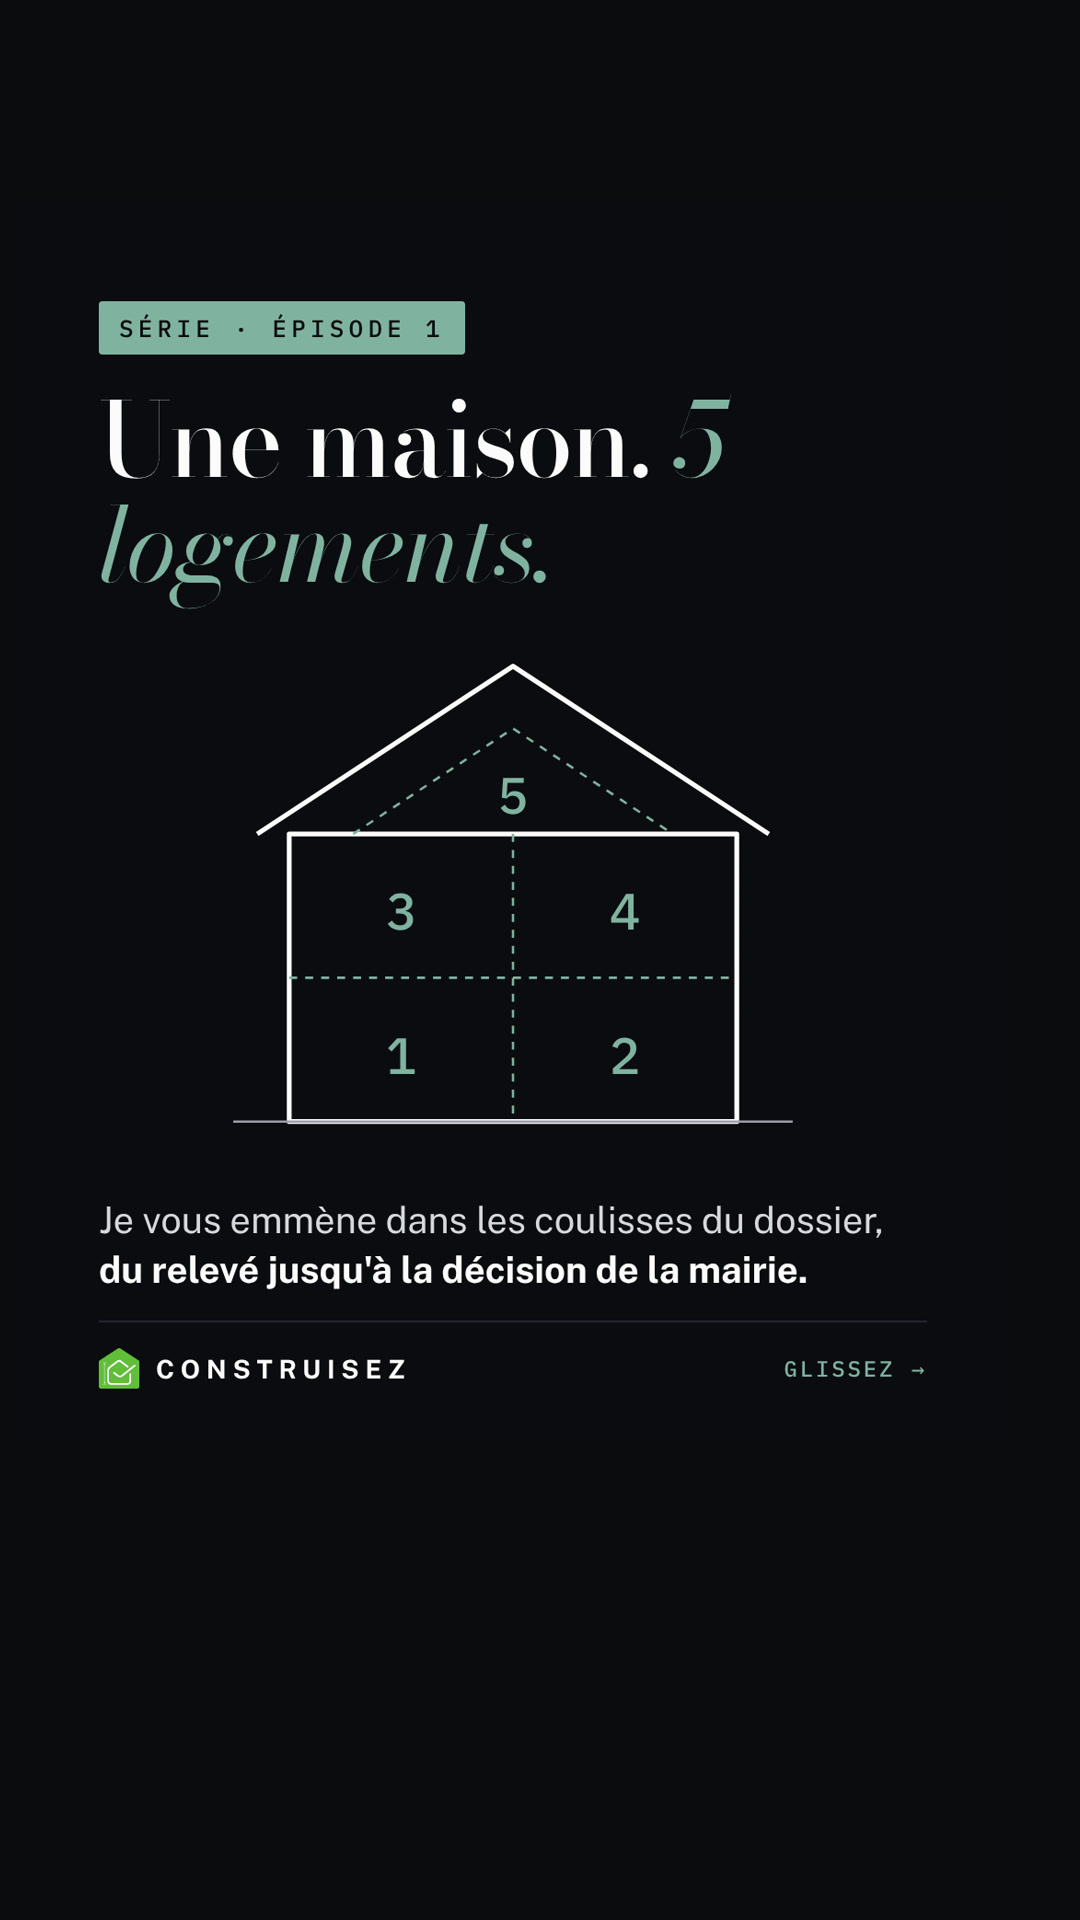 SÉRIE · ÉPISODE 1
Une maison. 5
logements.
5
3 4
1 2
Je vous emmène dans les coulisses du dossier,
du relevé jusqu'à la décision de la mairie.
CONSTRUISEZ
GLISSEZ →